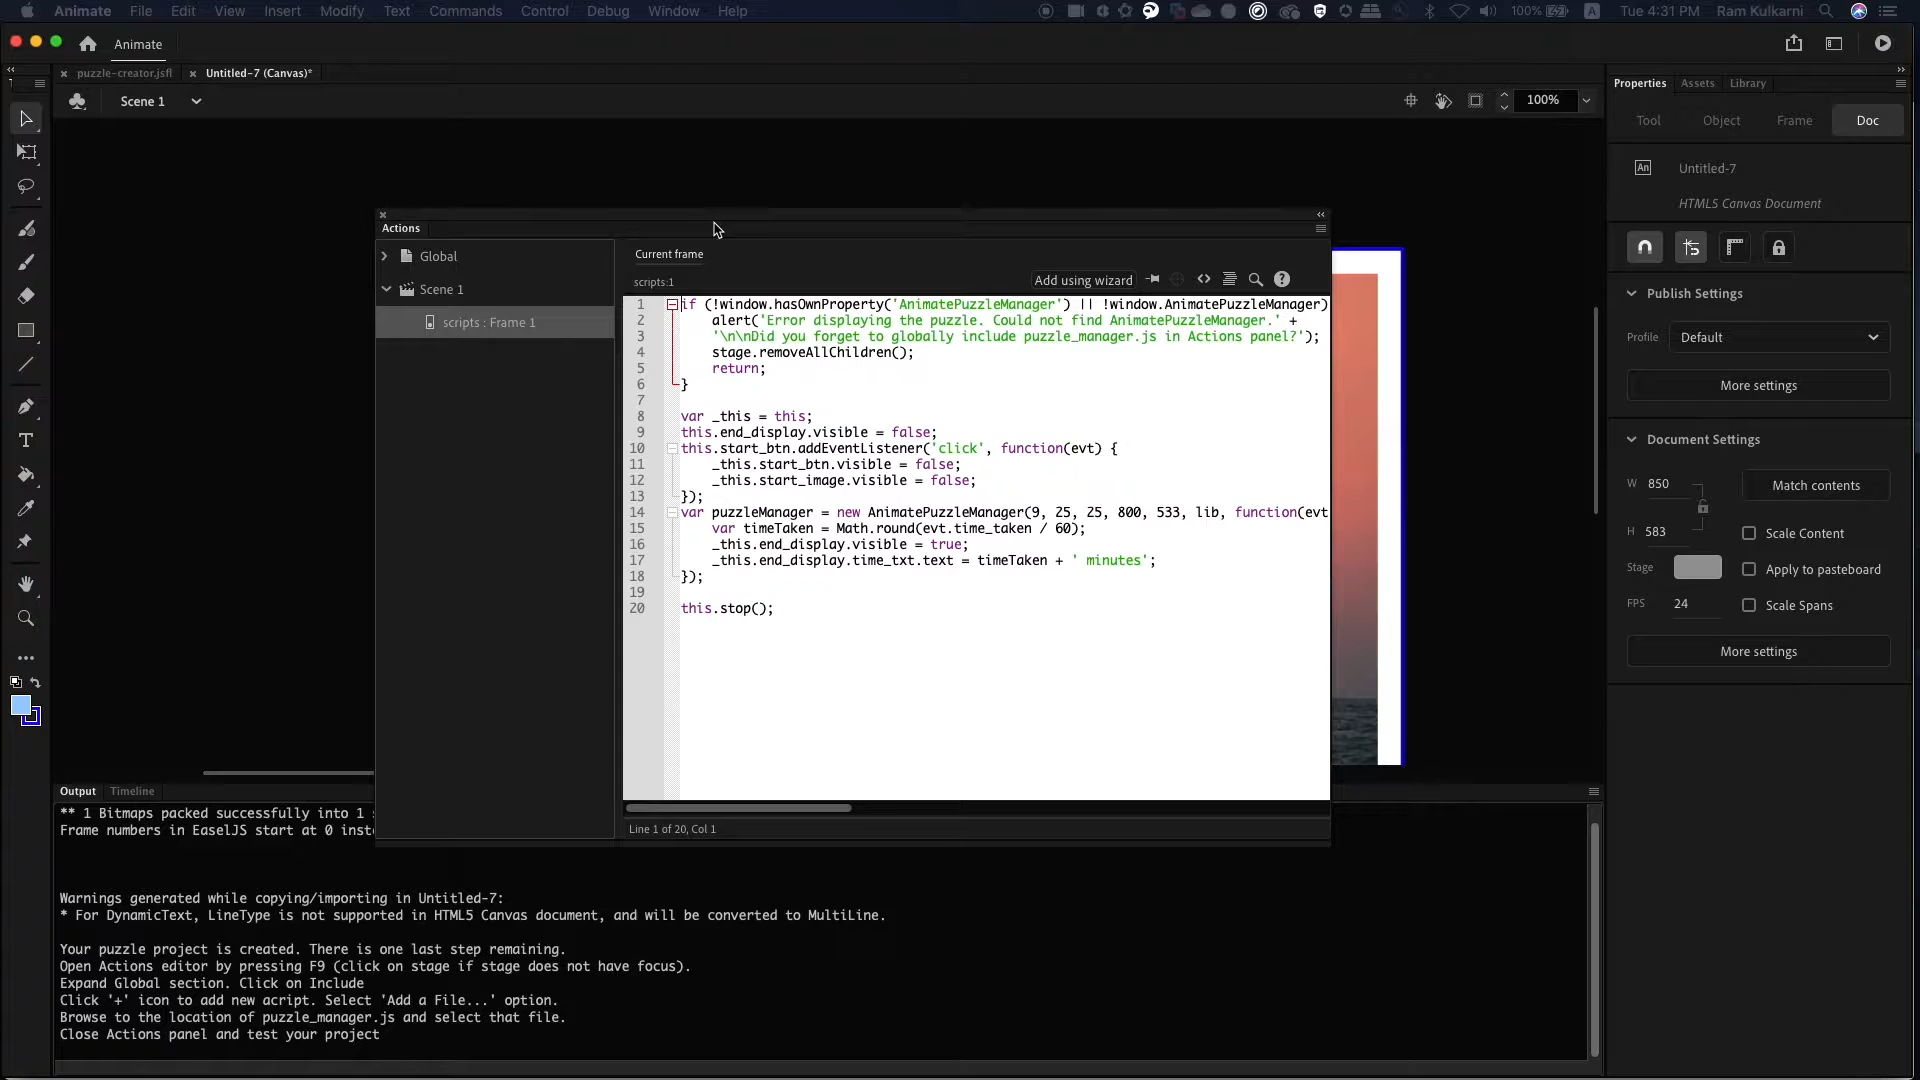 Animate File Edit View Insert Modify Text Commands Control Debug Window Help 100% Tue 4:31 PM Ram Kulkarni
Animate
puzzle-creator.jsfl Untitled-7 (Canvas)*
Scene 1 100%
Actions
Global
Scene 1
scripts : Frame 1
Current frame
scripts:1 Add using wizard
1 if (!window.hasOwnProperty('AnimatePuzzleManager') || !window.AnimatePuzzleManager)
2 alert('Error displaying the puzzle. Could not find AnimatePuzzleManager.' +
3 '\n\nDid you forget to globally include puzzle_manager.js in Actions panel?');
4 stage.removeAllChildren();
5 return;
6 }
7
8 var _this = this;
9 this.end_display.visible = false;
10 this.start_btn.addEventListener('click', function(evt) {
11 _this.start_btn.visible = false;
12 _this.start_image.visible = false;
13 });
14 var puzzleManager = new AnimatePuzzleManager(9, 25, 25, 800, 533, lib, function(evt
15 var timeTaken = Math.round(evt.time_taken / 60);
16 _this.end_display.visible = true;
17 _this.end_display.time_txt.text = timeTaken + ' minutes';
18 });
19
20 this.stop();
Line 1 of 20, Col 1
Output Timeline
** 1 Bitmaps packed successfully into 1
Frame numbers in EaselJS start at 0 inst
Warnings generated while copying/importing in Untitled-7:
* For DynamicText, LineType is not supported in HTML5 Canvas document, and will be converted to MultiLine.
Your puzzle project is created. There is one last step remaining.
Open Actions editor by pressing F9 (click on stage if stage does not have focus).
Expand Global section. Click on Include
Click '+' icon to add new acript. Select 'Add a File...' option.
Browse to the location of puzzle_manager.js and select that file.
Close Actions panel and test your project
Properties Assets Library
Tool Object Frame Doc
An Untitled-7
HTML5 Canvas Document
Publish Settings
Profile Default
More settings
Document Settings
W 850 Match contents
H 583 Scale Content
Stage Apply to pasteboard
FPS 24 Scale Spans
More settings